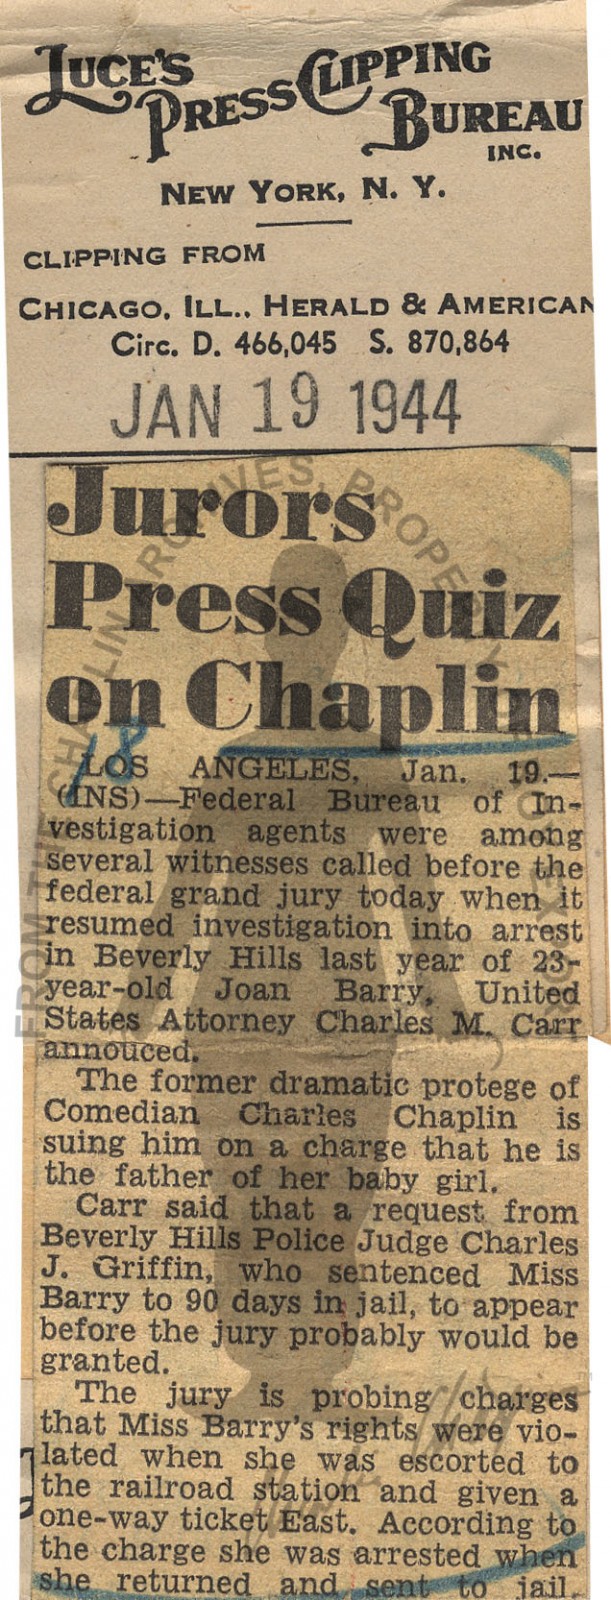 LUCE'S
PRESS CLIPPING
BUREAU
INC.
NEW YORK, N. Y.
CLIPPING FROM
CHICAGO, ILL., HERALD & AMERICAN
Circ. D. 466,045 S. 870,864
JAN 19 1944
Jurors
Press Quiz
on Chaplin
18
LOS ANGELES, Jan. 19.—
(INS)—Federal Bureau of In-
vestigation agents were among
several witnesses called before the
federal grand jury today when it
resumed investigation into arrest
in Beverly Hills last year of 23-
year-old Joan Barry, United
States Attorney Charles M. Carr
annouced.
The former dramatic protege of
Comedian Charles Chaplin is
suing him on a charge that he is
the father of her baby girl.
Carr said that a request from
Beverly Hills Police Judge Charles
J. Griffin, who sentenced Miss
Barry to 90 days in jail, to appear
before the jury probably would be
granted.
The jury is probing charges
that Miss Barry's rights were vio-
lated when she was escorted to
the railroad station and given a
one-way ticket East. According to
the charge she was arrested when
she returned and sent to jail.
FROM THE CHAPLIN ARCHIVES, PROPERTY OF